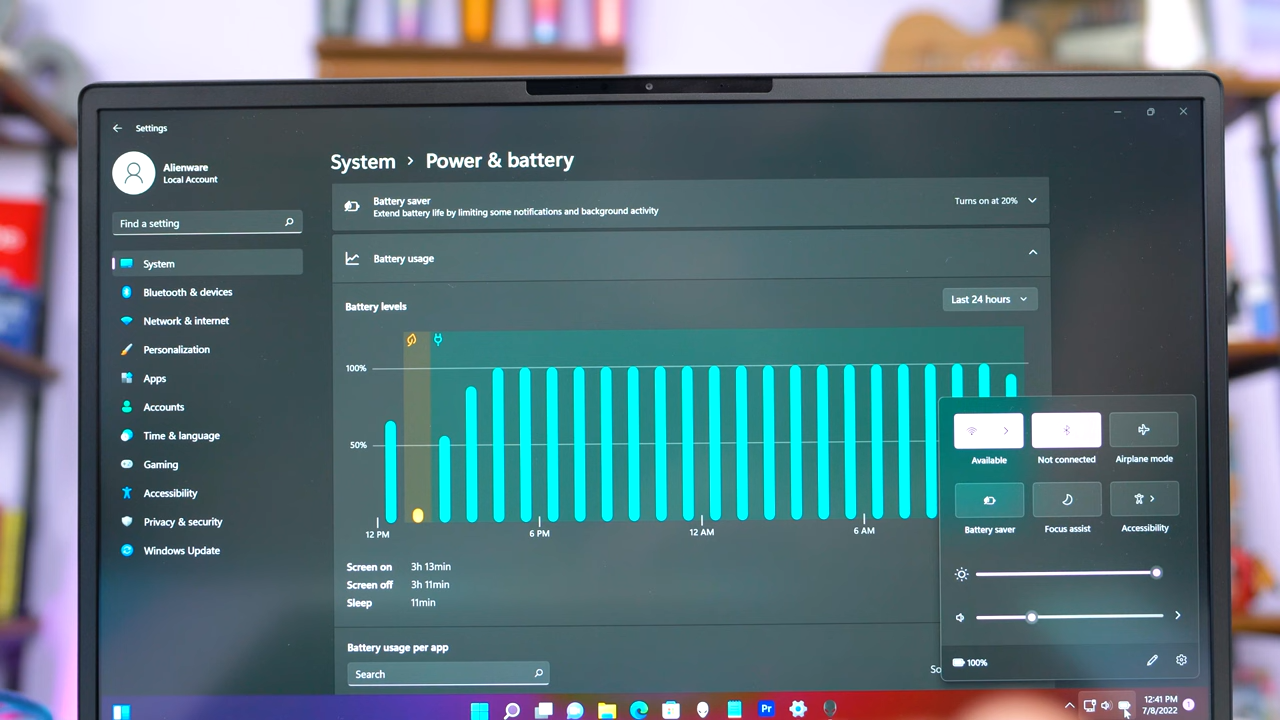 Settings
Alienware
Local Account
Find a setting
System
Bluetooth & devices
Network & internet
Personalization
Apps
Accounts
Time & language
Gaming
Accessibility
Privacy & security
Windows Update
System > Power & battery
Battery saver
Extend battery life by limiting some notifications and background activity
Turns on at 20%
Battery usage
Battery levels
Last 24 hours
100%
50%
12 PM
6 PM
12 AM
6 AM
Screen on 3h 13min
Screen off 3h 11min
Sleep 11min
Battery usage per app
Search
So
Available
Not connected
Airplane mode
Battery saver
Focus assist
Accessibility
100%
Pr
12:41 PM
7/8/2022
1